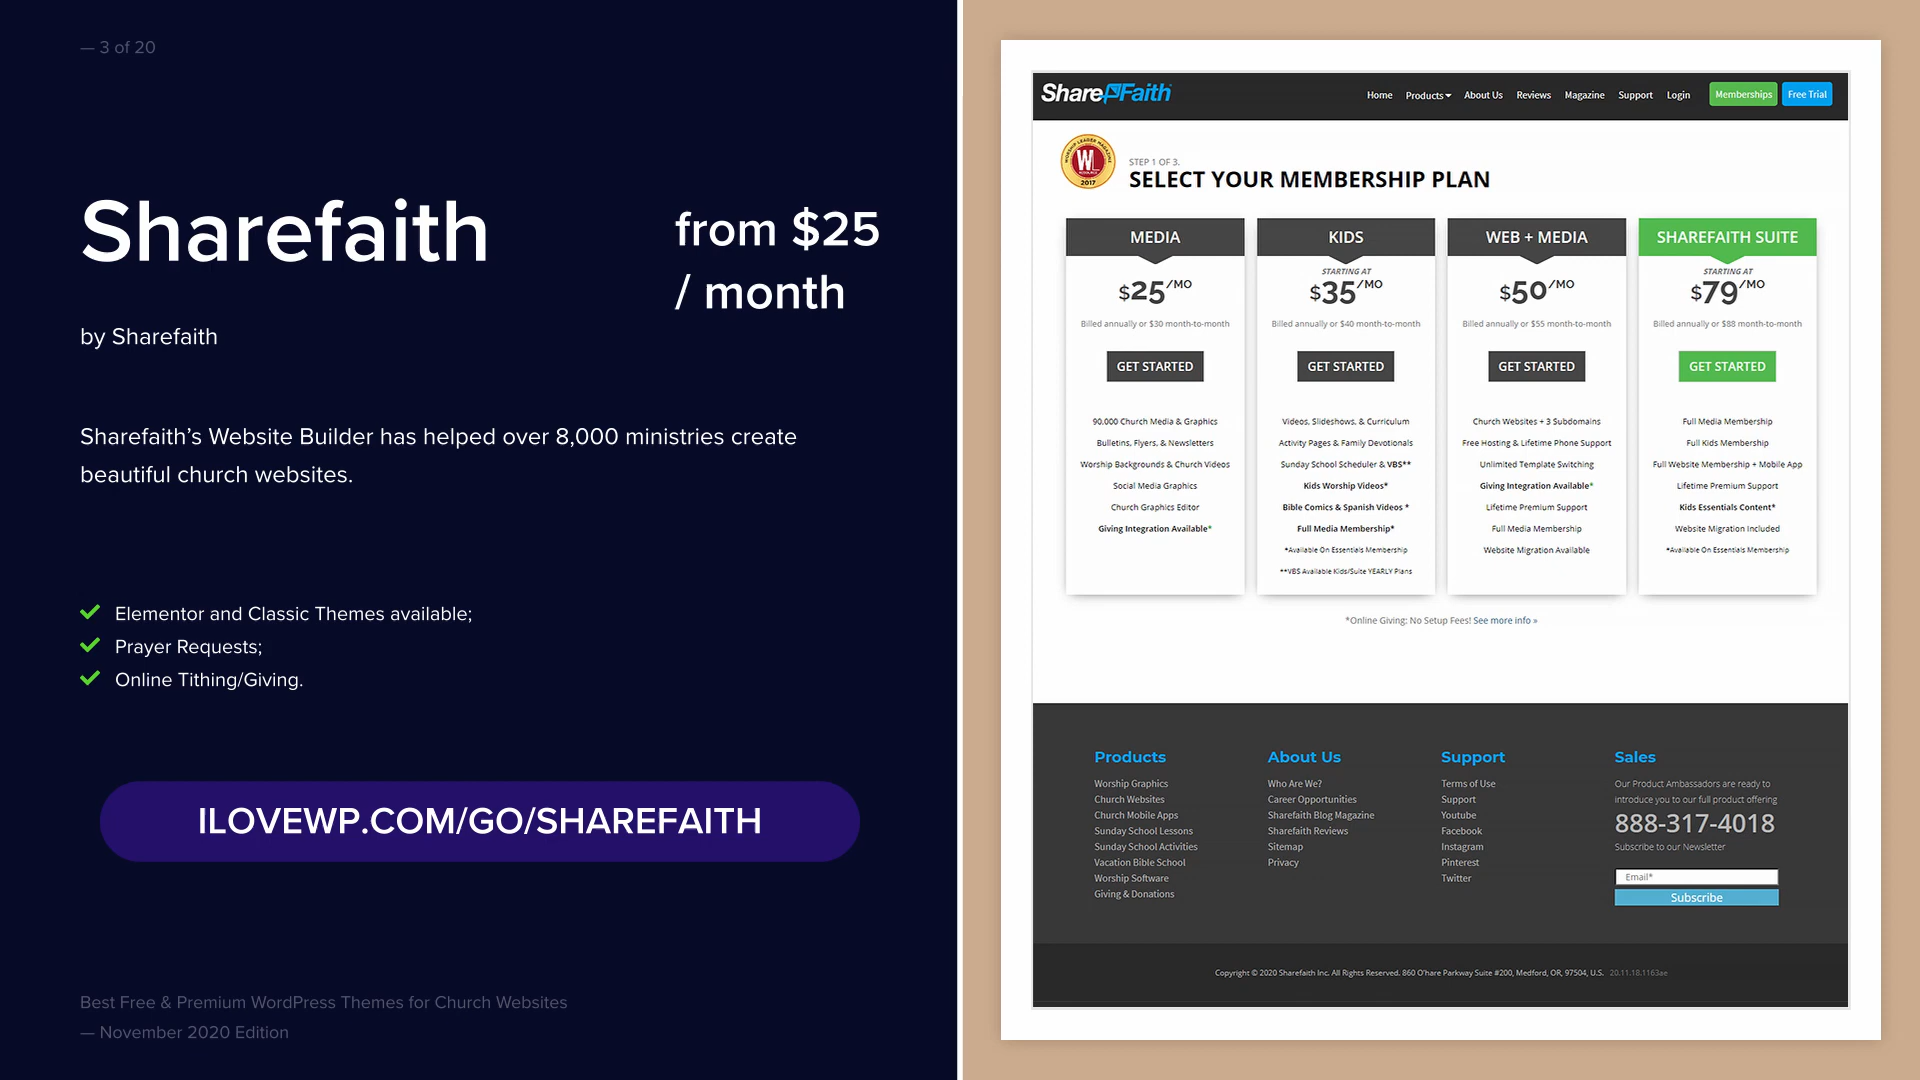 — 3 of 20
Sharefaith
from $25
/ month
by Sharefaith
Sharefaith’s Website Builder has helped over 8,000 ministries create
beautiful church websites.
Elementor and Classic Themes available;
Prayer Requests;
Online Tithing/Giving.
ILOVEWP.COM/GO/SHAREFAITH
Best Free & Premium WordPress Themes for Church Websites
— November 2020 Edition
ShareFaith
Home Products About Us Reviews Magazine Support Login Memberships Free Trial
WORSHIP LEADER MAGAZINE
WL
RESOURCE
2017
STEP 1 OF 3.
SELECT YOUR MEMBERSHIP PLAN
MEDIA
$25/MO
Billed annually or $30 month-to-month
GET STARTED
90,000 Church Media & Graphics
Bulletins, Flyers, & Newsletters
Worship Backgrounds & Church Videos
Social Media Graphics
Church Graphics Editor
Giving Integration Available*
KIDS
STARTING AT
$35/MO
Billed annually or $40 month-to-month
GET STARTED
Videos, Slideshows, & Curriculum
Activity Pages & Family Devotionals
Sunday School Scheduler & VBS**
Kids Worship Videos*
Bible Comics & Spanish Videos *
Full Media Membership*
*Available On Essentials Membership
**VBS Available Kids/Suite YEARLY Plans
WEB + MEDIA
$50/MO
Billed annually or $55 month-to-month
GET STARTED
Church Websites + 3 Subdomains
Free Hosting & Lifetime Phone Support
Unlimited Template Switching
Giving Integration Available*
Lifetime Premium Support
Full Media Membership
Website Migration Available
SHAREFAITH SUITE
STARTING AT
$79/MO
Billed annually or $88 month-to-month
GET STARTED
Full Media Membership
Full Kids Membership
Full Website Membership + Mobile App
Lifetime Premium Support
Kids Essentials Content*
Website Migration Included
*Available On Essentials Membership
*Online Giving: No Setup Fees! See more info »
Products
Worship Graphics
Church Websites
Church Mobile Apps
Sunday School Lessons
Sunday School Activities
Vacation Bible School
Worship Software
Giving & Donations
About Us
Who Are We?
Career Opportunities
Sharefaith Blog Magazine
Sharefaith Reviews
Sitemap
Privacy
Support
Terms of Use
Support
Youtube
Facebook
Instagram
Pinterest
Twitter
Sales
Our Product Ambassadors are ready to
introduce you to our full product offering
888-317-4018
Subscribe to our Newsletter
Email*
Subscribe
Copyright © 2020 Sharefaith Inc. All Rights Reserved. 860 O'hare Parkway Suite #200, Medford, OR, 97504, U.S. 20.11.18.1163ae